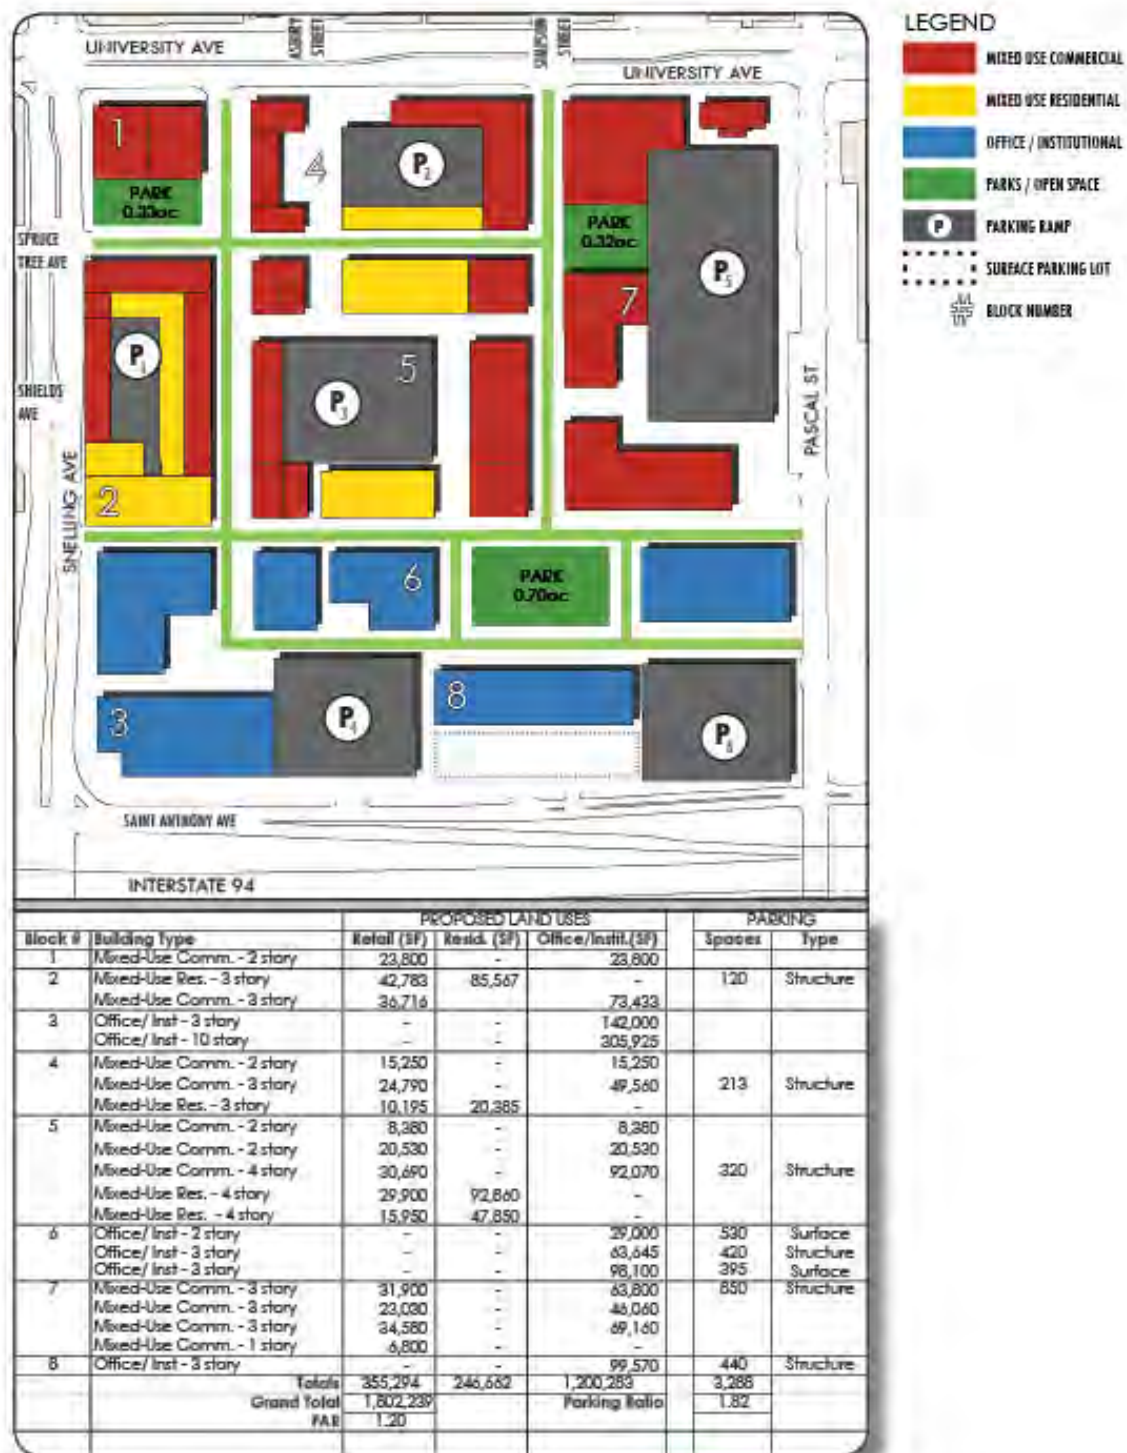 LEGEND
MIXED USE COMMERCIAL
MIXED USE RESIDENTIAL
OFFICE / INSTITUTIONAL
PARKS / OPEN SPACE
P PARKING RAMP
SURFACE PARKING LOT
# BLOCK NUMBER
UNIVERSITY AVE
ASBURY STREET
SIMPSON STREET
UNIVERSITY AVE
1
PARK
0.33ac
4
P2
PARK
0.32ac
P5
7
SPRUCE
TREE AVE
P1
SHIELDS
AVE
5
P3
PASCAL ST
SNELLING AVE
2
6
PARK
0.70ac
3
P4
8
P6
SAINT ANTHONY AVE
INTERSTATE 94
PROPOSED LAND USES PARKING
Block # Building Type Retail (SF) Resid. (SF) Office/Instit.(SF) Spaces Type
1 Mixed-Use Comm. - 2 story 23,800 - 23,800
2 Mixed-Use Res. - 3 story 42,783 85,567 - 120 Structure
Mixed-Use Comm. - 3 story 36,716 73,433
3 Office/ Inst - 3 story - - 142,000
Office/ Inst - 10 story - - 305,925
4 Mixed-Use Comm. - 2 story 15,250 - 15,250
Mixed-Use Comm. - 3 story 24,790 - 49,560 213 Structure
Mixed-Use Res. - 3 story 10,195 20,385 -
5 Mixed-Use Comm. - 2 story 8,380 - 8,380
Mixed-Use Comm. - 2 story 20,530 - 20,530
Mixed-Use Comm. - 4 story 30,690 - 92,070 320 Structure
Mixed-Use Res. - 4 story 29,900 92,860 -
Mixed-Use Res. - 4 story 15,950 47,850 -
6 Office/ Inst - 2 story - - 29,000 530 Surface
Office/ Inst - 3 story - - 63,645 420 Structure
Office/ Inst - 3 story - - 98,100 395 Surface
7 Mixed-Use Comm. - 3 story 31,900 - 63,800 850 Structure
Mixed-Use Comm. - 3 story 23,030 - 46,060
Mixed-Use Comm. - 3 story 34,580 - 69,160
Mixed-Use Comm. - 1 story 6,800 - -
8 Office/ Inst - 3 story - - 99,570 440 Structure
Totals 355,294 246,662 1,200,283 3,288
Grand Total 1,802,239 Parking Ratio 1.82
FAR 1.20